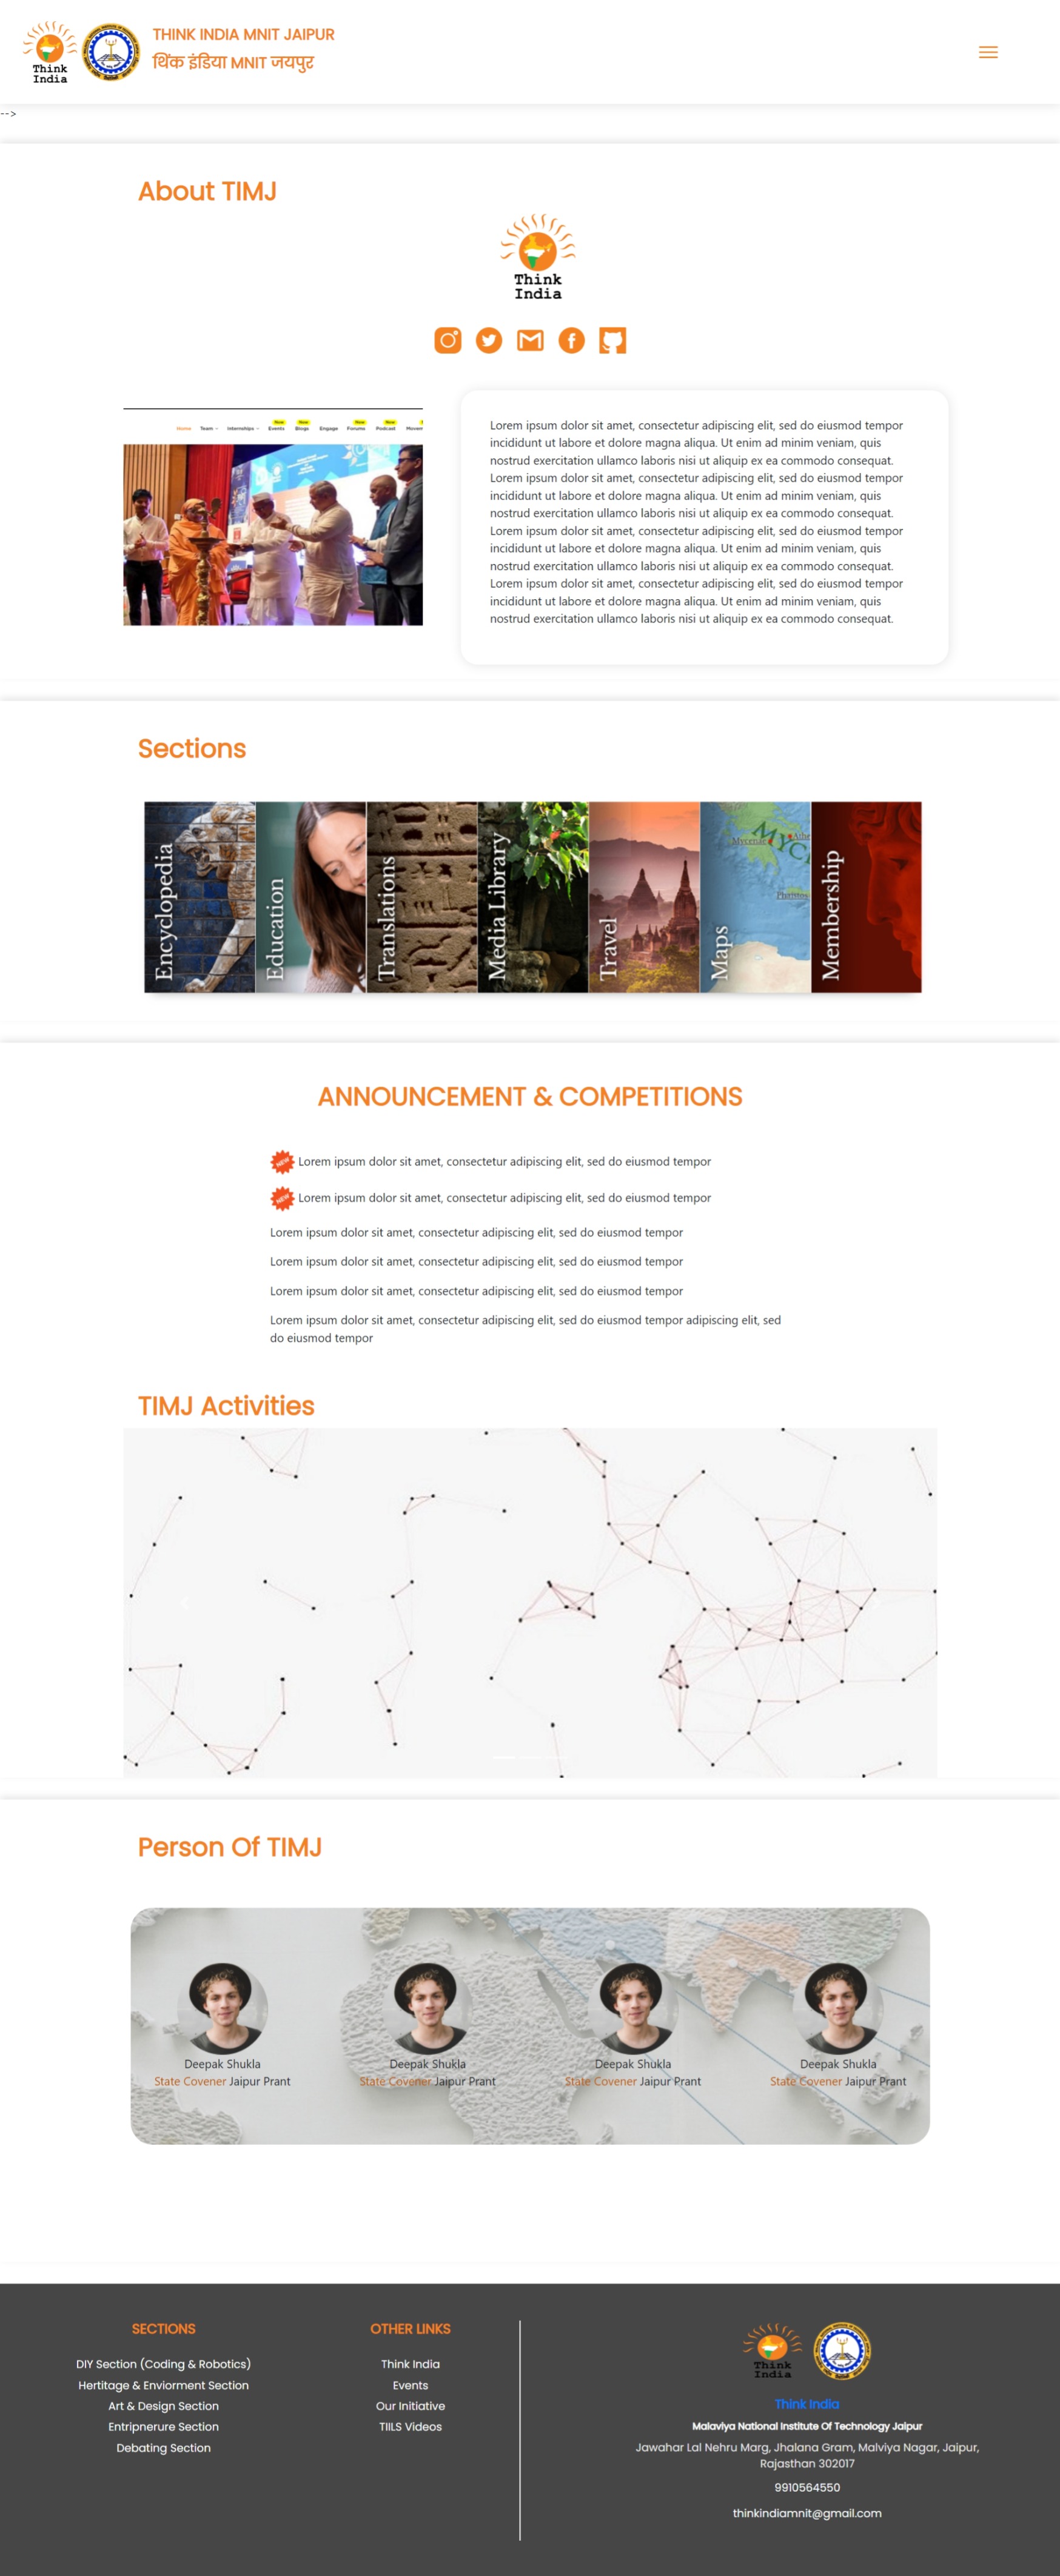 Think
India
THINK INDIA MNIT JAIPUR
थिंक इंडिया MNIT जयपुर
-->
About TIMJ
Think
India
Home Team Internships Events Blogs Engage Forums Podcast Movem
New New New New
Lorem ipsum dolor sit amet, consectetur adipiscing elit, sed do eiusmod tempor
incididunt ut labore et dolore magna aliqua. Ut enim ad minim veniam, quis
nostrud exercitation ullamco laboris nisi ut aliquip ex ea commodo consequat.
Lorem ipsum dolor sit amet, consectetur adipiscing elit, sed do eiusmod tempor
incididunt ut labore et dolore magna aliqua. Ut enim ad minim veniam, quis
nostrud exercitation ullamco laboris nisi ut aliquip ex ea commodo consequat.
Lorem ipsum dolor sit amet, consectetur adipiscing elit, sed do eiusmod tempor
incididunt ut labore et dolore magna aliqua. Ut enim ad minim veniam, quis
nostrud exercitation ullamco laboris nisi ut aliquip ex ea commodo consequat.
Lorem ipsum dolor sit amet, consectetur adipiscing elit, sed do eiusmod tempor
incididunt ut labore et dolore magna aliqua. Ut enim ad minim veniam, quis
nostrud exercitation ullamco laboris nisi ut aliquip ex ea commodo consequat.
Sections
Encyclopedia
Education
Translations
Media Library
Travel
Maps
Mycenae
Membership
ANNOUNCEMENT & COMPETITIONS
NEW Lorem ipsum dolor sit amet, consectetur adipiscing elit, sed do eiusmod tempor
NEW Lorem ipsum dolor sit amet, consectetur adipiscing elit, sed do eiusmod tempor
Lorem ipsum dolor sit amet, consectetur adipiscing elit, sed do eiusmod tempor
Lorem ipsum dolor sit amet, consectetur adipiscing elit, sed do eiusmod tempor
Lorem ipsum dolor sit amet, consectetur adipiscing elit, sed do eiusmod tempor
Lorem ipsum dolor sit amet, consectetur adipiscing elit, sed do eiusmod tempor adipiscing elit, sed
do eiusmod tempor
TIMJ Activities
Person Of TIMJ
Deepak Shukla
State Covener Jaipur Prant
Deepak Shukla
State Covener Jaipur Prant
Deepak Shukla
State Covener Jaipur Prant
Deepak Shukla
State Covener Jaipur Prant
SECTIONS
DIY Section (Coding & Robotics)
Hertitage & Enviorment Section
Art & Design Section
Entriprnerure Section
Debating Section
OTHER LINKS
Think India
Events
Our Initiative
TIILS Videos
Think
India
Think India
Malaviya National Institute Of Technology Jaipur
Jawahar Lal Nehru Marg, Jhalana Gram, Malviya Nagar, Jaipur,
Rajasthan 302017
9910564550
thinkindiamnit@gmail.com